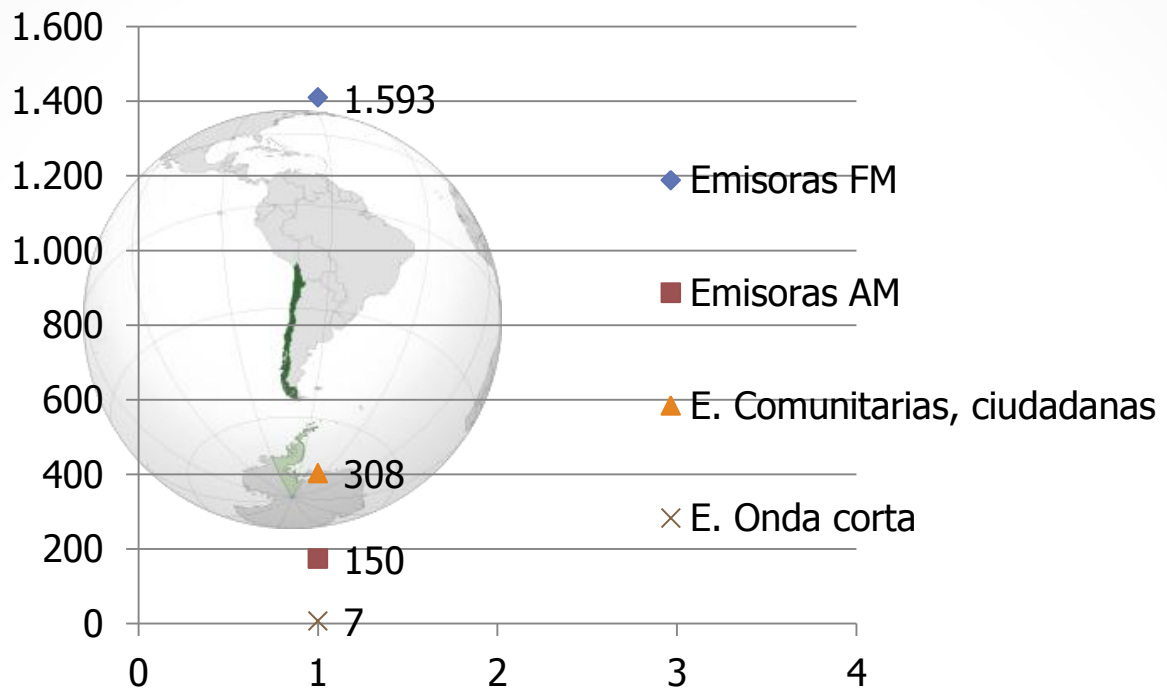 1.600
1.400
1.200
1.000
800
600
400
200
0
1.593
308
150
7
0 1 2 3 4
Emisoras FM
Emisoras AM
E. Comunitarias, ciudadanas
E. Onda corta